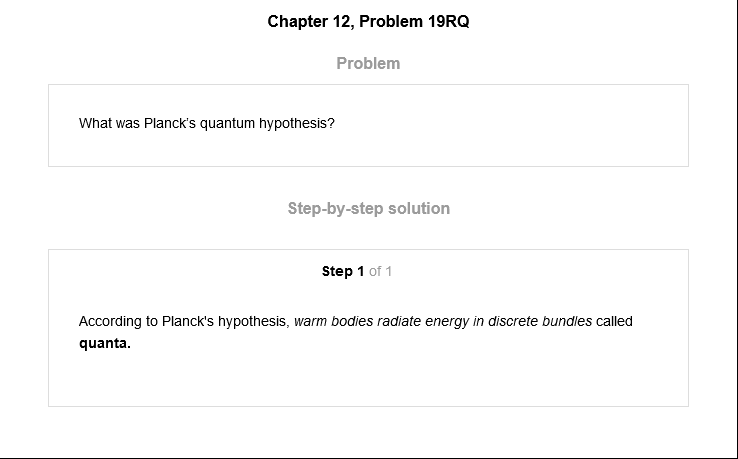 Chapter 12, Problem 19RQ
Problem
What was Planck’s quantum hypothesis?
Step-by-step solution
Step 1 of 1
According to Planck's hypothesis, warm bodies radiate energy in discrete bundles called
quanta.